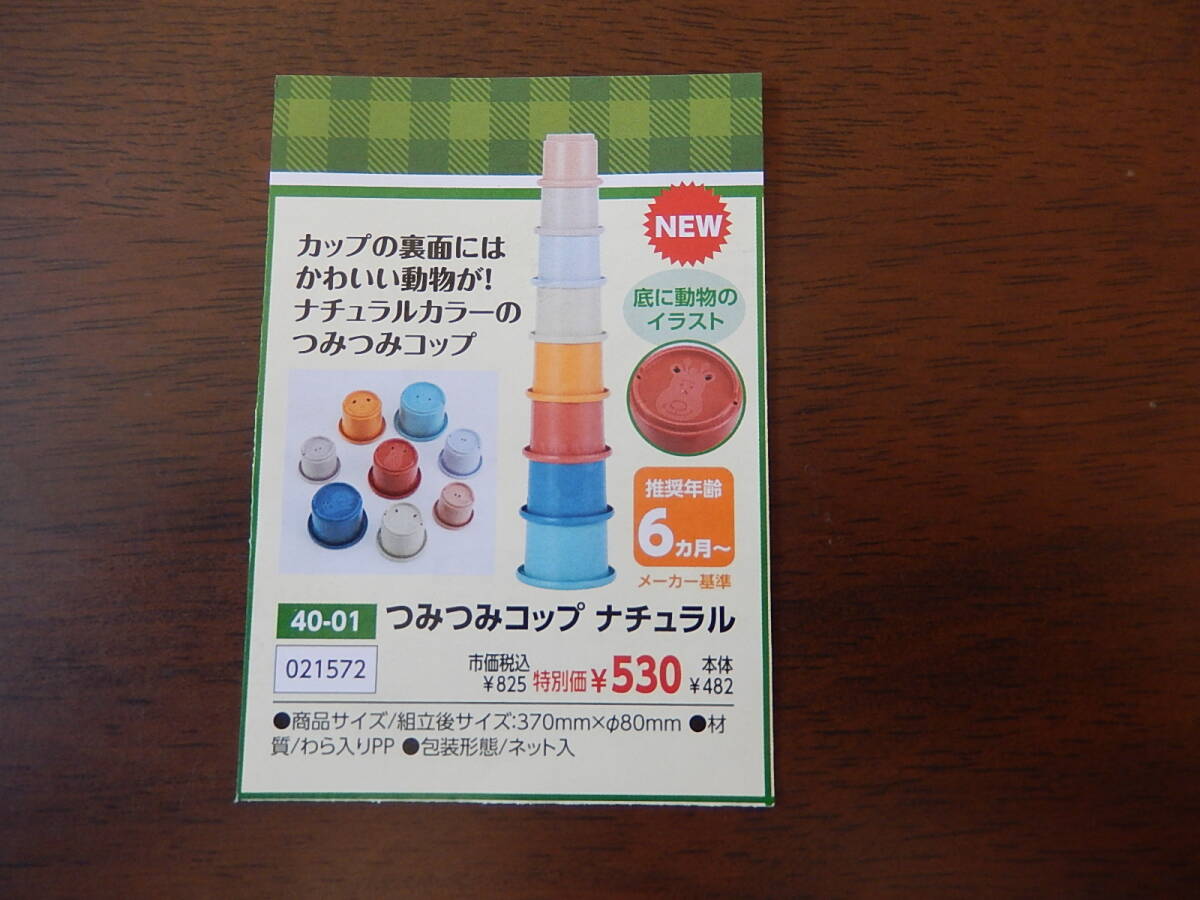 NEW
カップの裏面には
かわいい動物が!
ナチュラルカラーの
つみつみコップ
底に動物の
イラスト
推奨年齢
6カ月~
メーカー基準
40-01 つみつみコップ ナチュラル
021572
市価税込
¥825
特別価¥530
本体
¥482
●商品サイズ/組立後サイズ:370mm×φ80mm ●材
質/わら入りPP ●包装形態/ネット入